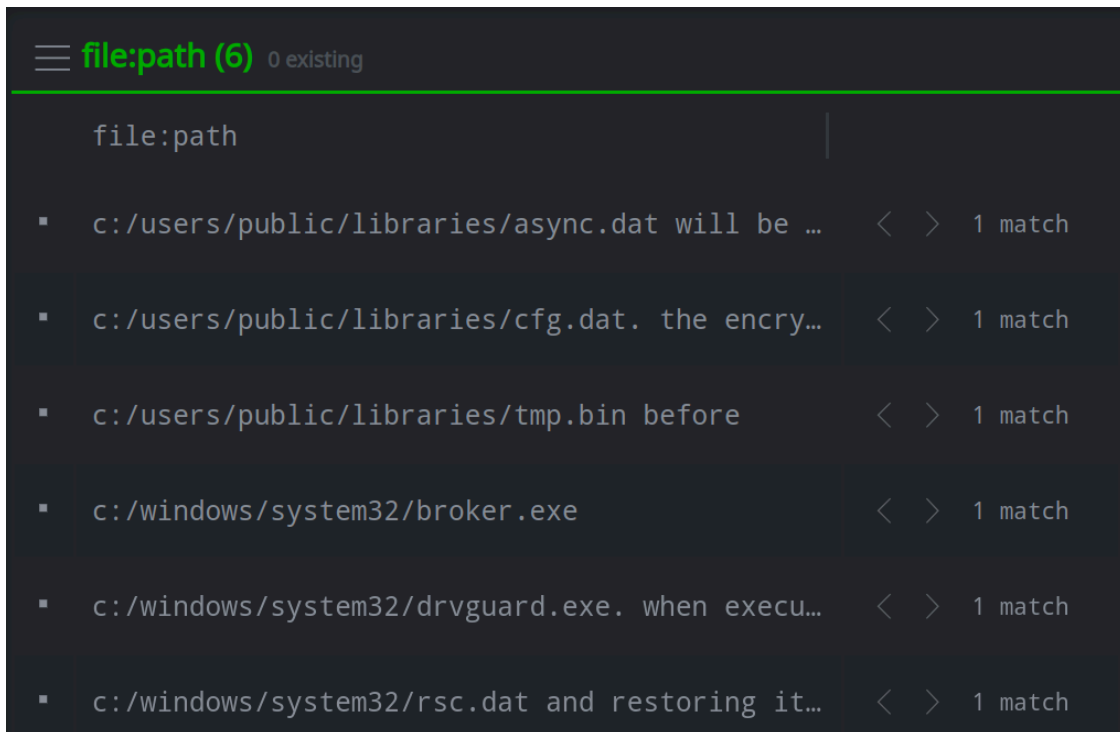 file:path (6) 0 existing
file:path
c:/users/public/libraries/async.dat will be … 1 match
c:/users/public/libraries/cfg.dat. the encry… 1 match
c:/users/public/libraries/tmp.bin before 1 match
c:/windows/system32/broker.exe 1 match
c:/windows/system32/drvguard.exe. when execu… 1 match
c:/windows/system32/rsc.dat and restoring it… 1 match